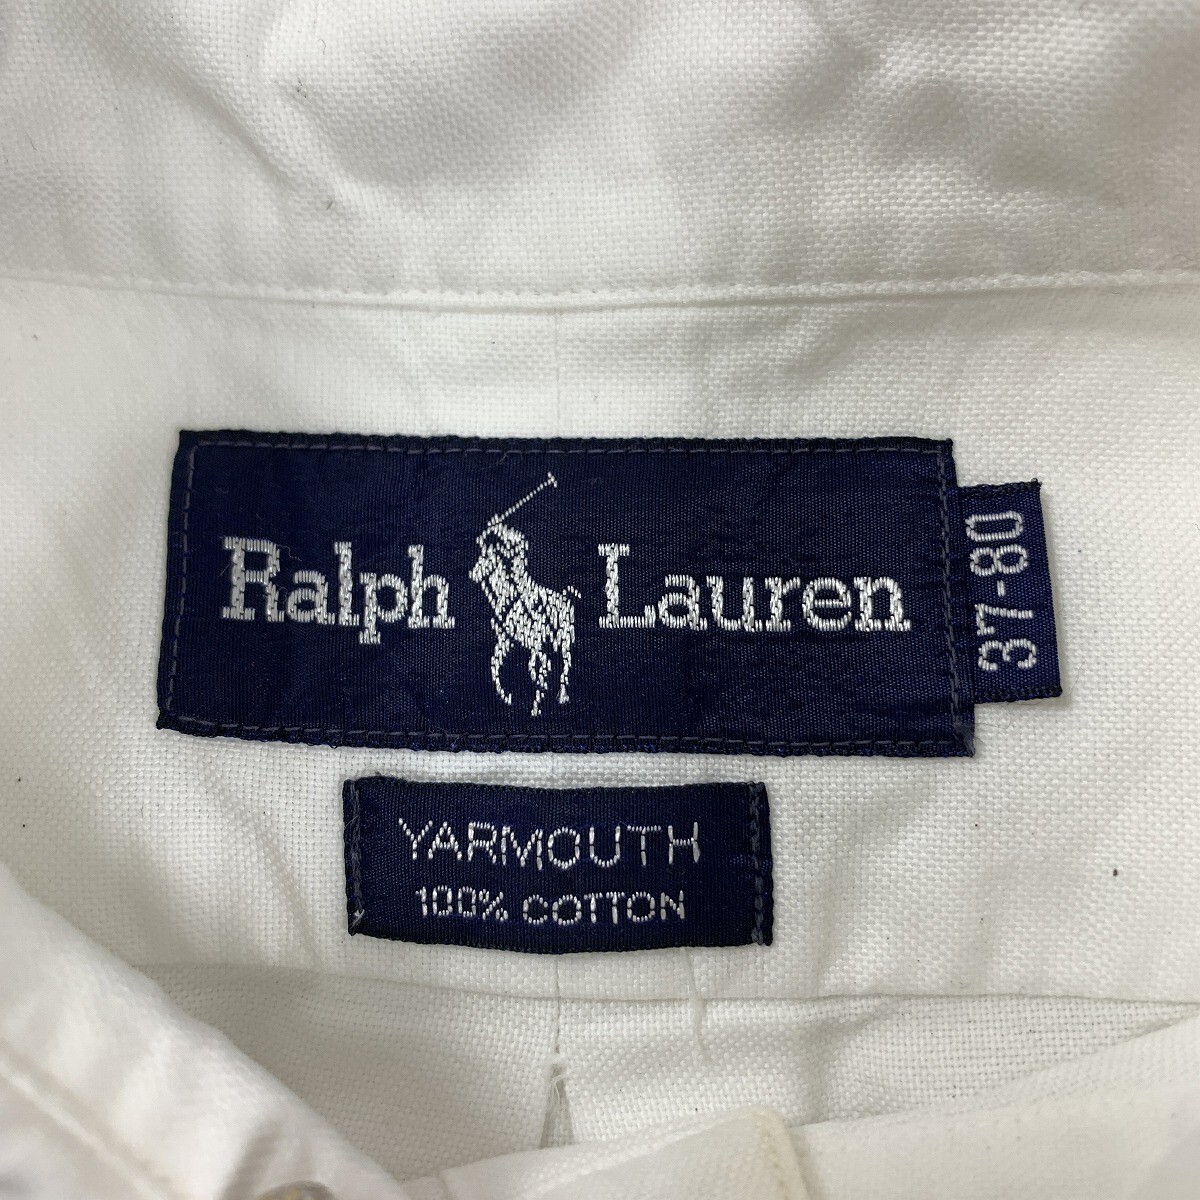 Ralph Lauren
37-80
YARMOUTH
100% COTTON